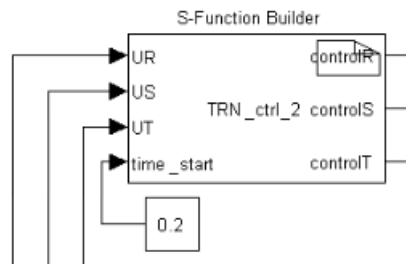 S-Function Builder
UR
controlR
US
TRN_ctrl_2 controlS
UT
time_start
controlT
0.2